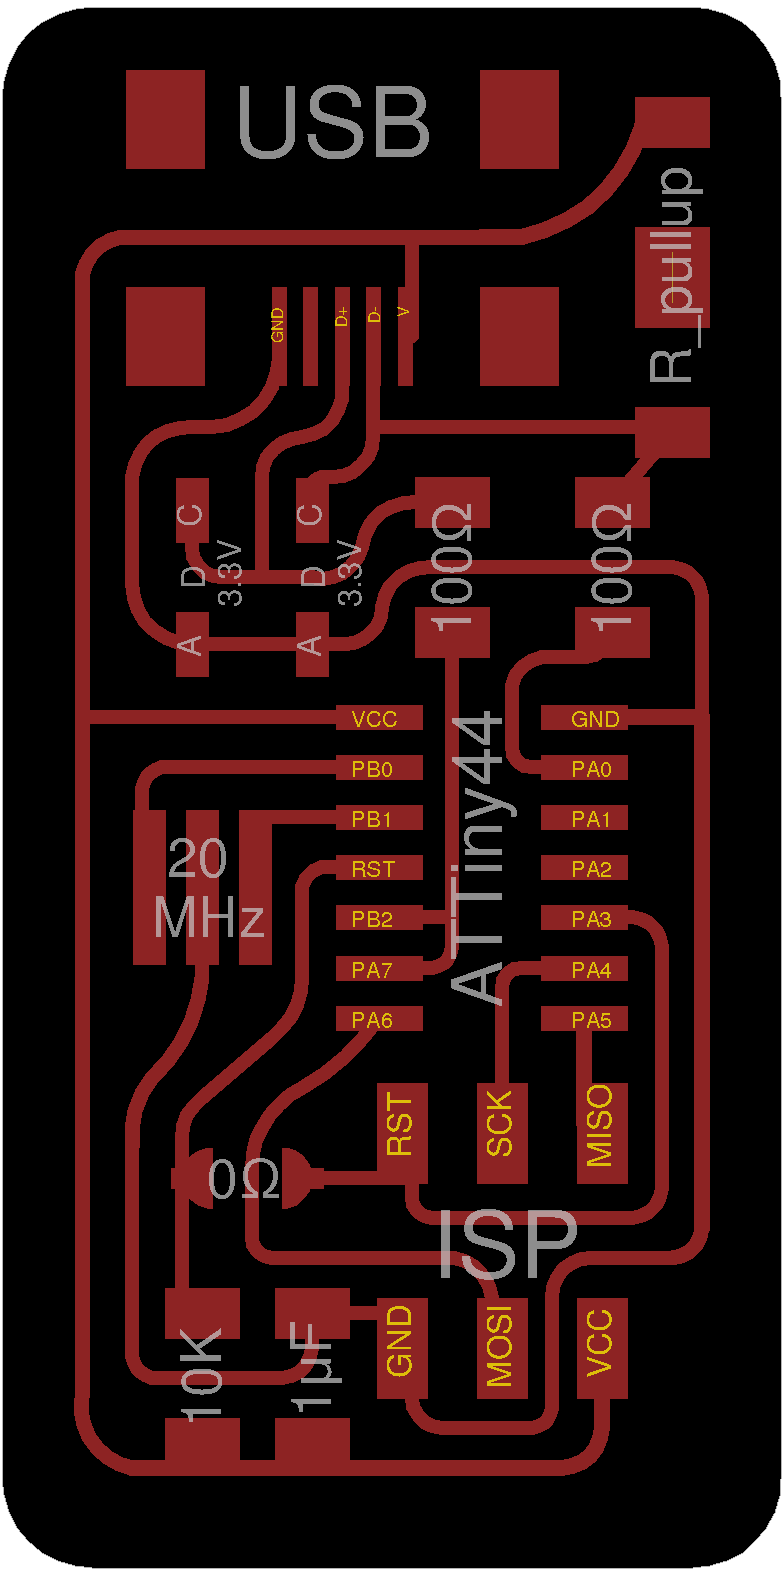 USB
R_pullup
GND
D+
D-
V
C
C
D
3.3V
D
3.3V
100Ω
100Ω
A
A
VCC
GND
PB0
PA0
PB1
PA1
RST
PA2
PB2
PA3
PA7
PA4
PA6
PA5
ATTiny44
20
MHz
RST
SCK
MISO
0Ω
ISP
GND
MOSI
VCC
10K
1µF